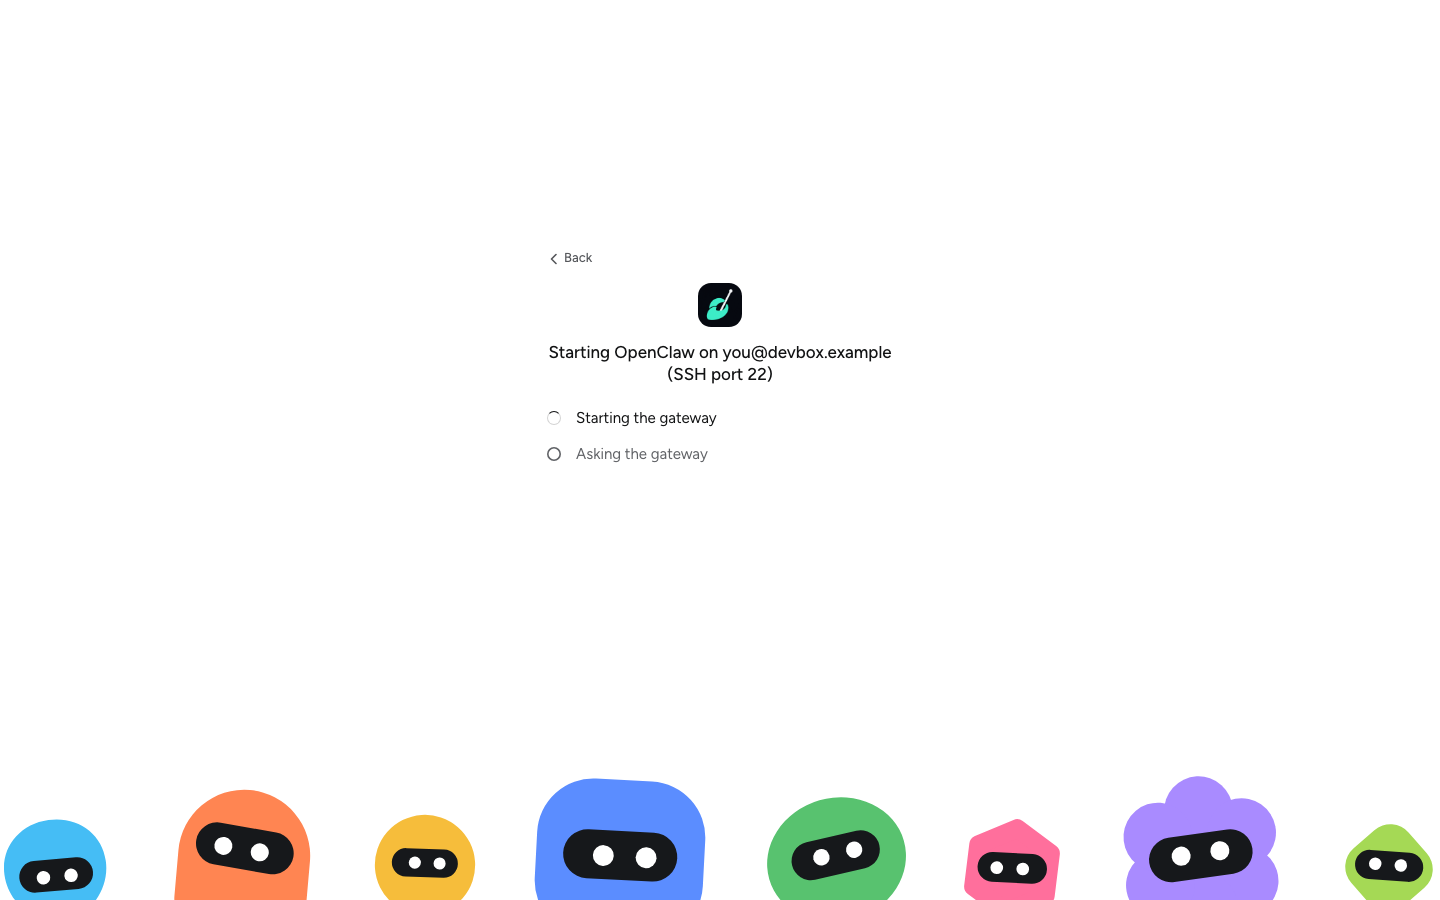 Back
Starting OpenClaw on you@devbox.example
(SSH port 22)
Starting the gateway
Asking the gateway